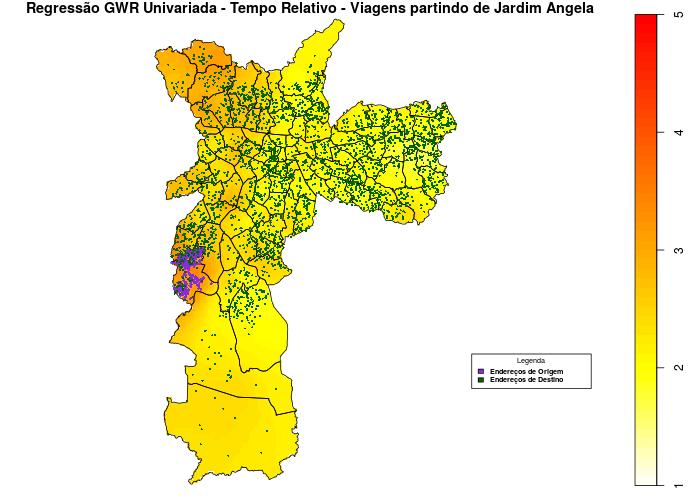 Regressão GWR Univariada - Tempo Relativo - Viagens partindo de Jardim Angela
5
4
3
2
1
Legenda
Endereços de Origem
Endereços de Destino